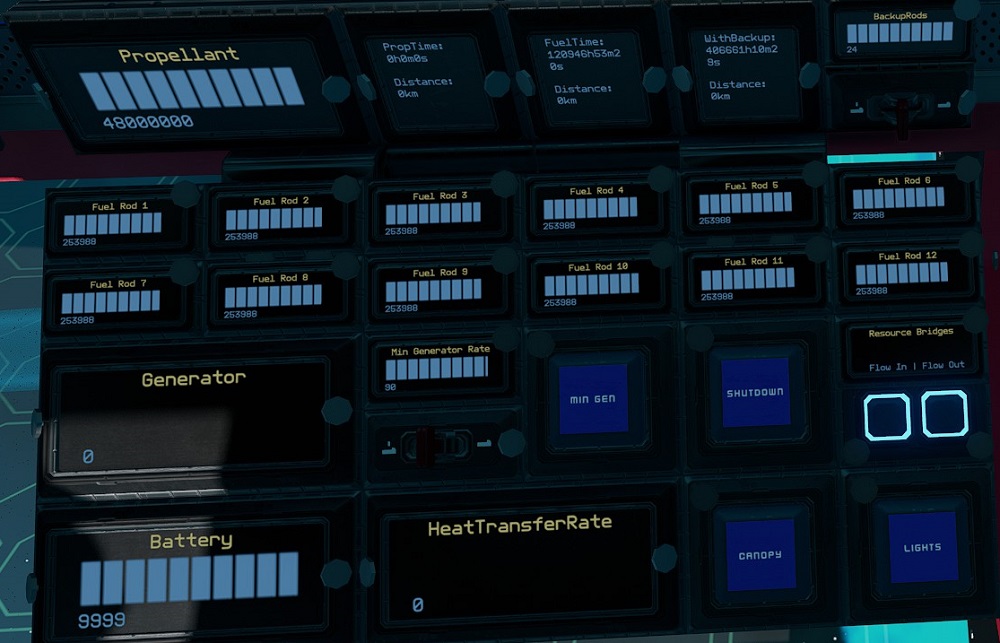 Propellant
48000000
PropTime:
0h0m0s
Distance:
0km
FuelTime:
120946h53m2
0s
Distance:
0km
WithBackup:
406661h10m2
9s
Distance:
0km
BackupRods
24
Fuel Rod 1
253988
Fuel Rod 2
253988
Fuel Rod 3
253988
Fuel Rod 4
253988
Fuel Rod 5
253988
Fuel Rod 6
253988
Fuel Rod 7
253988
Fuel Rod 8
253988
Fuel Rod 9
253988
Fuel Rod 10
253988
Fuel Rod 11
253988
Fuel Rod 12
253988
Generator
0
Min Generator Rate
90
MIN GEN
SHUTDOWN
Resource Bridges
Flow In | Flow Out
Battery
9999
HeatTransferRate
0
CANOPY
LIGHTS